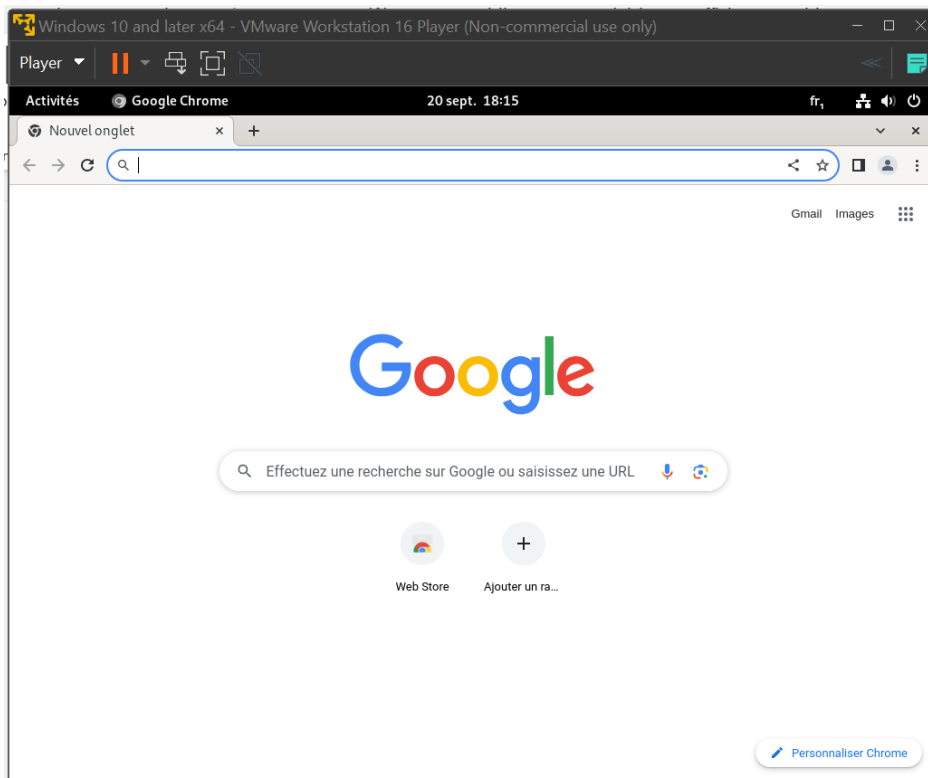 Windows 10 and later x64 - VMware Workstation 16 Player (Non-commercial use only)
Player
Activités Google Chrome 20 sept. 18:15 fr₁
Nouvel onglet
Gmail Images
Google
Effectuez une recherche sur Google ou saisissez une URL
Web Store Ajouter un ra...
Personnaliser Chrome